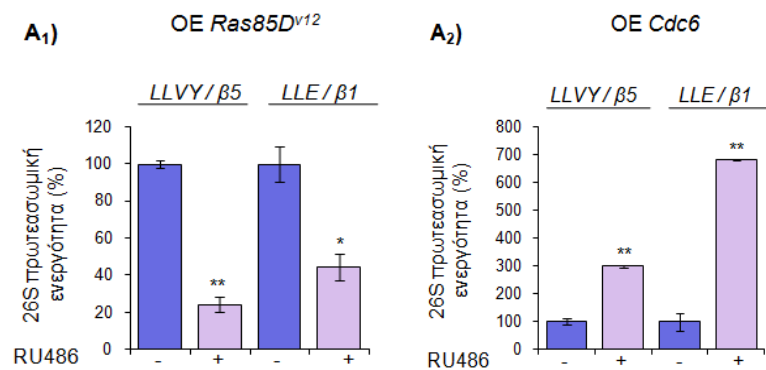 A₁)
OE Ras85Dᵛ¹²
LLVY / β5
LLE / β1
26S πρωτεασωμική
ενεργότητα (%)
120
100
80
60
40
20
0
**
*
RU486
- + - +
A₂)
OE Cdc6
LLVY / β5
LLE / β1
26S πρωτεασωμική
ενεργότητα (%)
800
700
600
500
400
300
200
100
0
**
**
RU486
- + - +